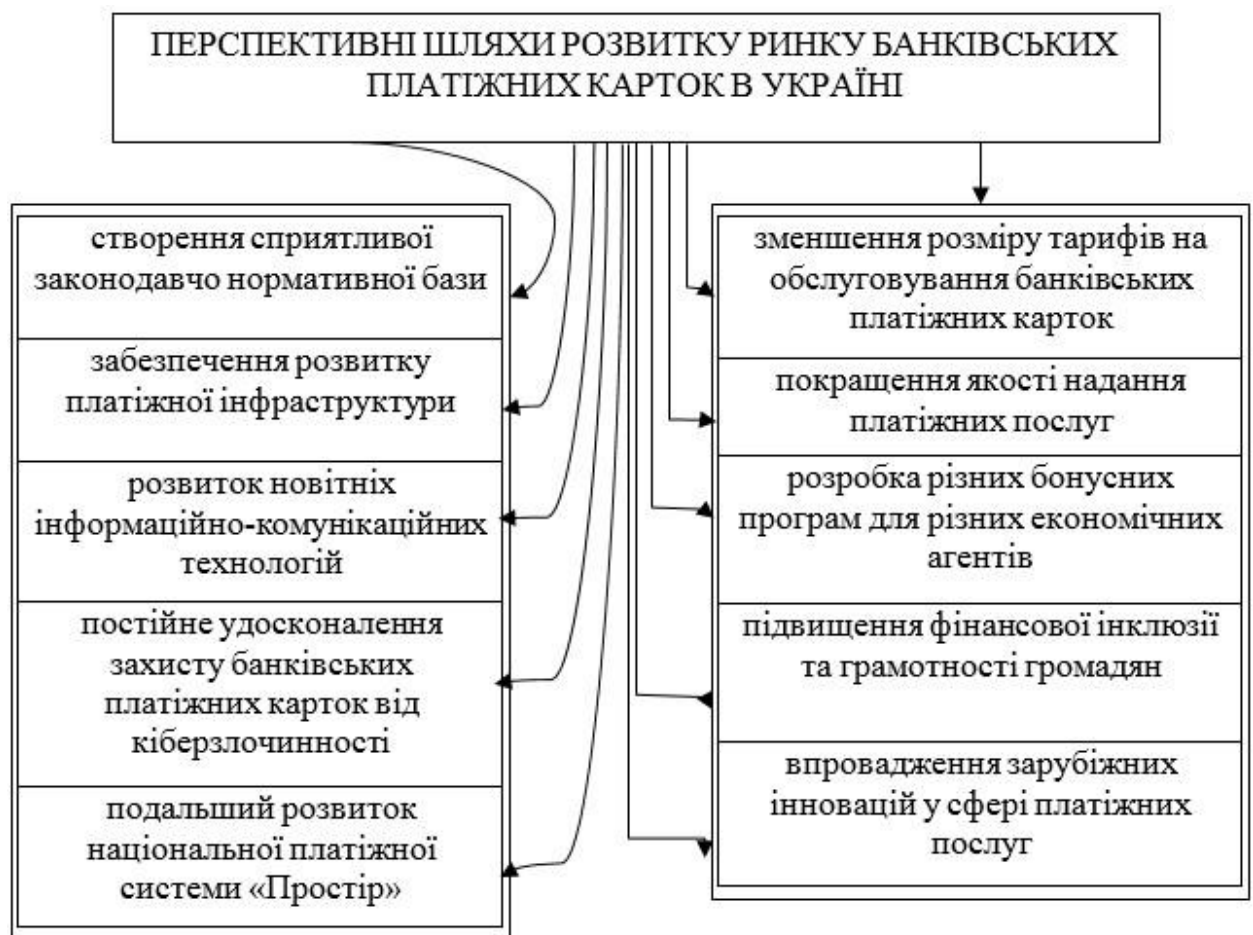 ПЕРСПЕКТИВНІ ШЛЯХИ РОЗВИТКУ РИНКУ БАНКІВСЬКИХ
ПЛАТІЖНИХ КАРТОК В УКРАЇНІ
створення сприятливої
законодавчо нормативної бази
забезпечення розвитку
платіжної інфраструктури
розвиток новітніх
інформаційно-комунікаційних
технологій
постійне удосконалення
захисту банківських
платіжних карток від
кіберзлочинності
подальший розвиток
національної платіжної
системи «Простір»
зменшення розміру тарифів на
обслуговування банківських
платіжних карток
покращення якості надання
платіжних послуг
розробка різних бонусних
програм для різних економічних
агентів
підвищення фінансової інклюзії
та грамотності громадян
впровадження зарубіжних
інновацій у сфері платіжних
послуг